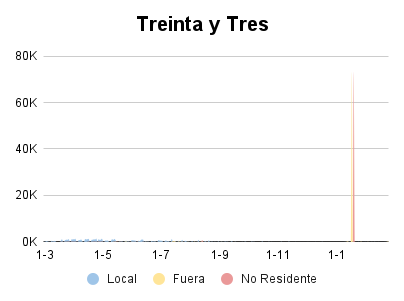 Treinta y Tres
80K
60K
40K
20K
0K
1-3 1-5 1-7 1-9 1-11 1-1
Local Fuera No Residente